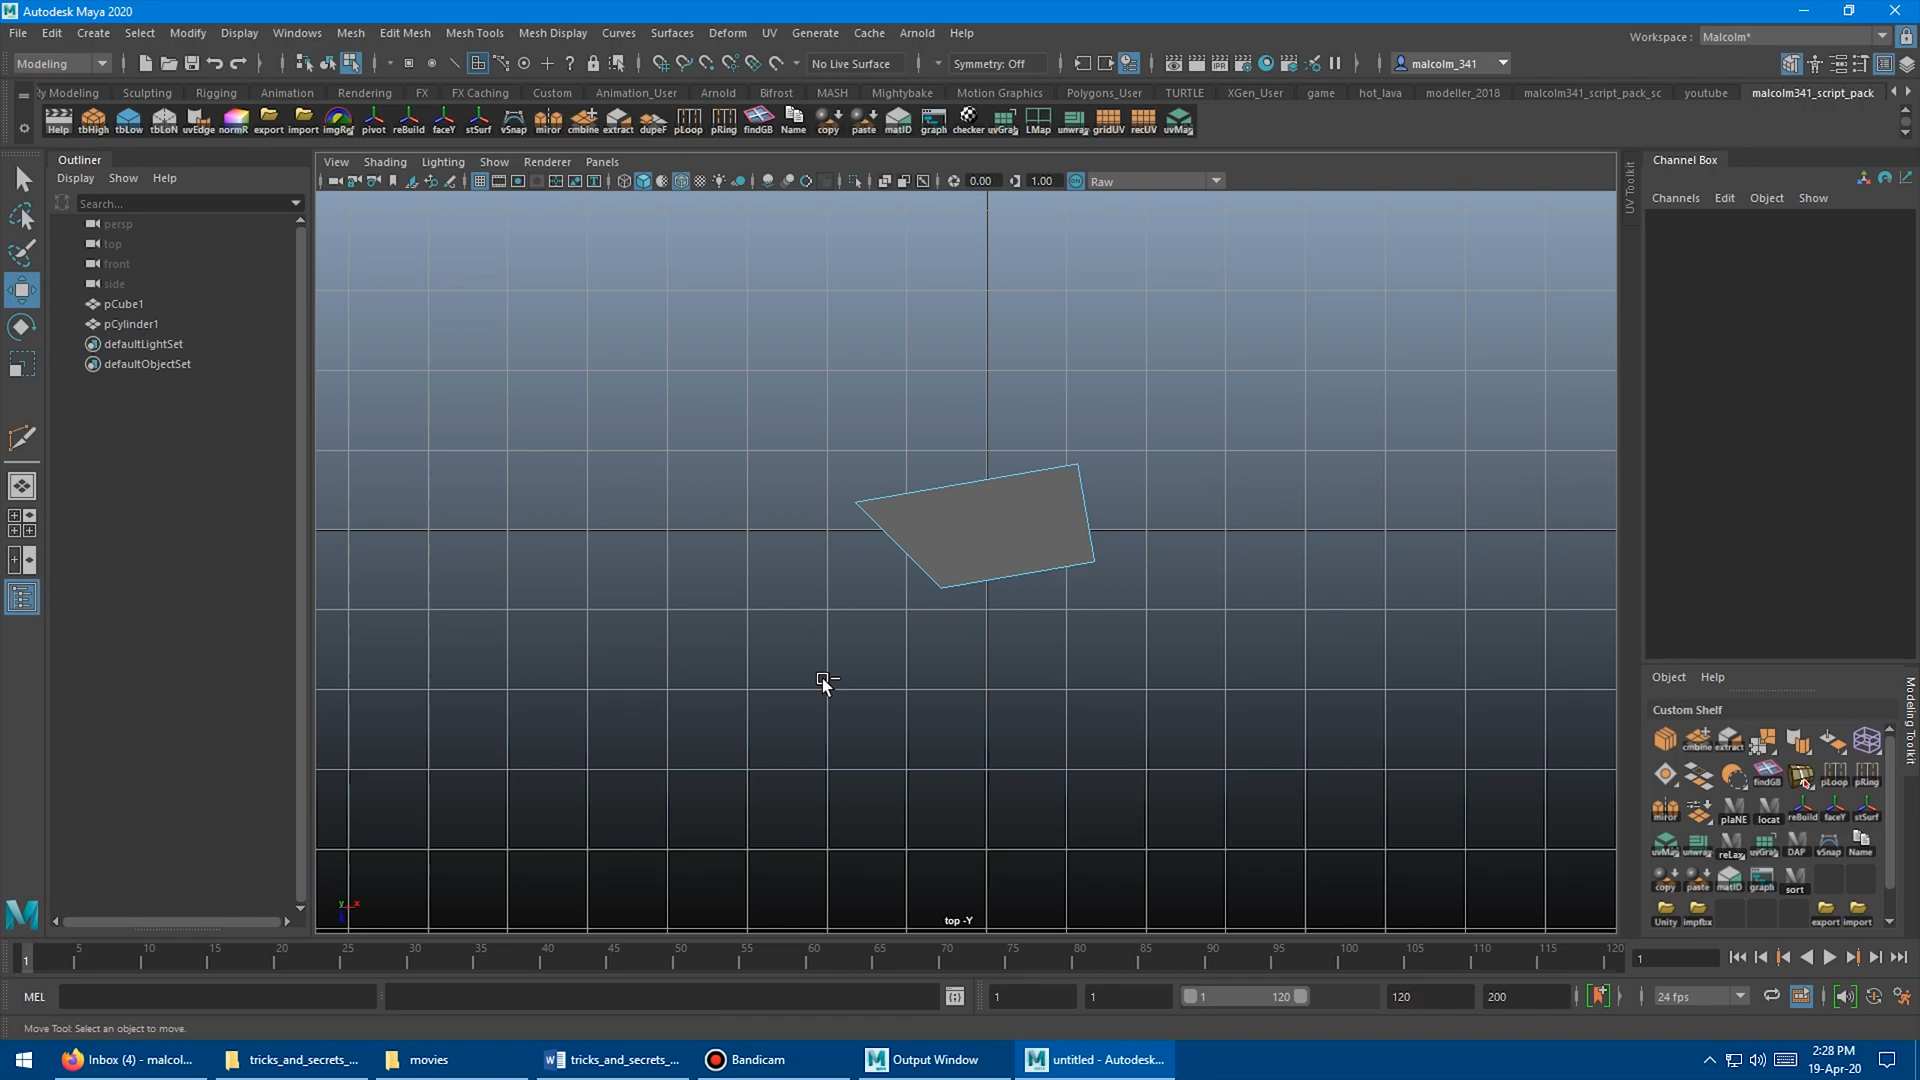 Autodesk Maya 2020
File Edit Create Select Modify Display Windows Mesh Edit Mesh Mesh Tools Mesh Display Curves Surfaces Deform UV Generate Cache Arnold Help
Workspace : Malcolm*
Modeling No Live Surface Symmetry: Off malcolm_341
ly Modeling Sculpting Rigging Animation Rendering FX FX Caching Custom Animation_User Arnold Bifrost MASH Mightybake Motion Graphics Polygons_User TURTLE XGen_User game hot_lava modeller_2018 malcolm341_script_pack_sc youtube malcolm341_script_pack
Help tbHigh tbLow tbLoN uvEdge normR export import imgRef pivot reBuild faceY stSurf vSnap miror cmbine extract dupeF pLoop pRing findGB Name copy paste matID graph checker uvGrab LMap unwrap gridUV recUV uvMag
Outliner
Display Show Help
Search...
persp
top
front
side
pCube1
pCylinder1
defaultLightSet
defaultObjectSet
View Shading Lighting Show Renderer Panels
0.00 1.00 Raw
y x
top -Y
UV Toolkit
Channel Box
Channels Edit Object Show
Object Help
Custom Shelf
cmbine extract
findGB pLoop pRing
miror plaNE locat reBuild faceY stSurf
uvMag unwrap reLax uvGrab DAP vSnap Name
copy paste matID graph sort
Unity impfbx export import
Modeling Toolkit
1 5 10 15 20 25 30 35 40 45 50 55 60 65 70 75 80 85 90 95 100 105 110 115 120 1
MEL 1 1 1 120 120 200 24 fps
Move Tool: Select an object to move.
Inbox (4) - malcol... tricks_and_secrets_... movies tricks_and_secrets_... Bandicam Output Window untitled - Autodesk... 2:28 PM
19-Apr-20